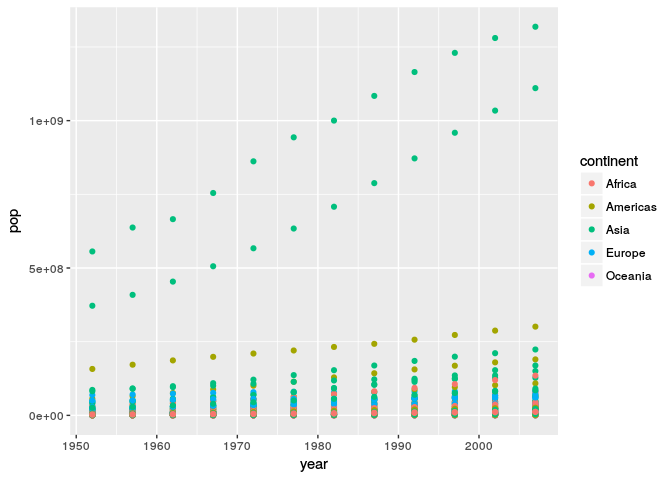 1e+09
5e+08
0e+00
pop
1950 1960 1970 1980 1990 2000
year
continent
Africa
Americas
Asia
Europe
Oceania